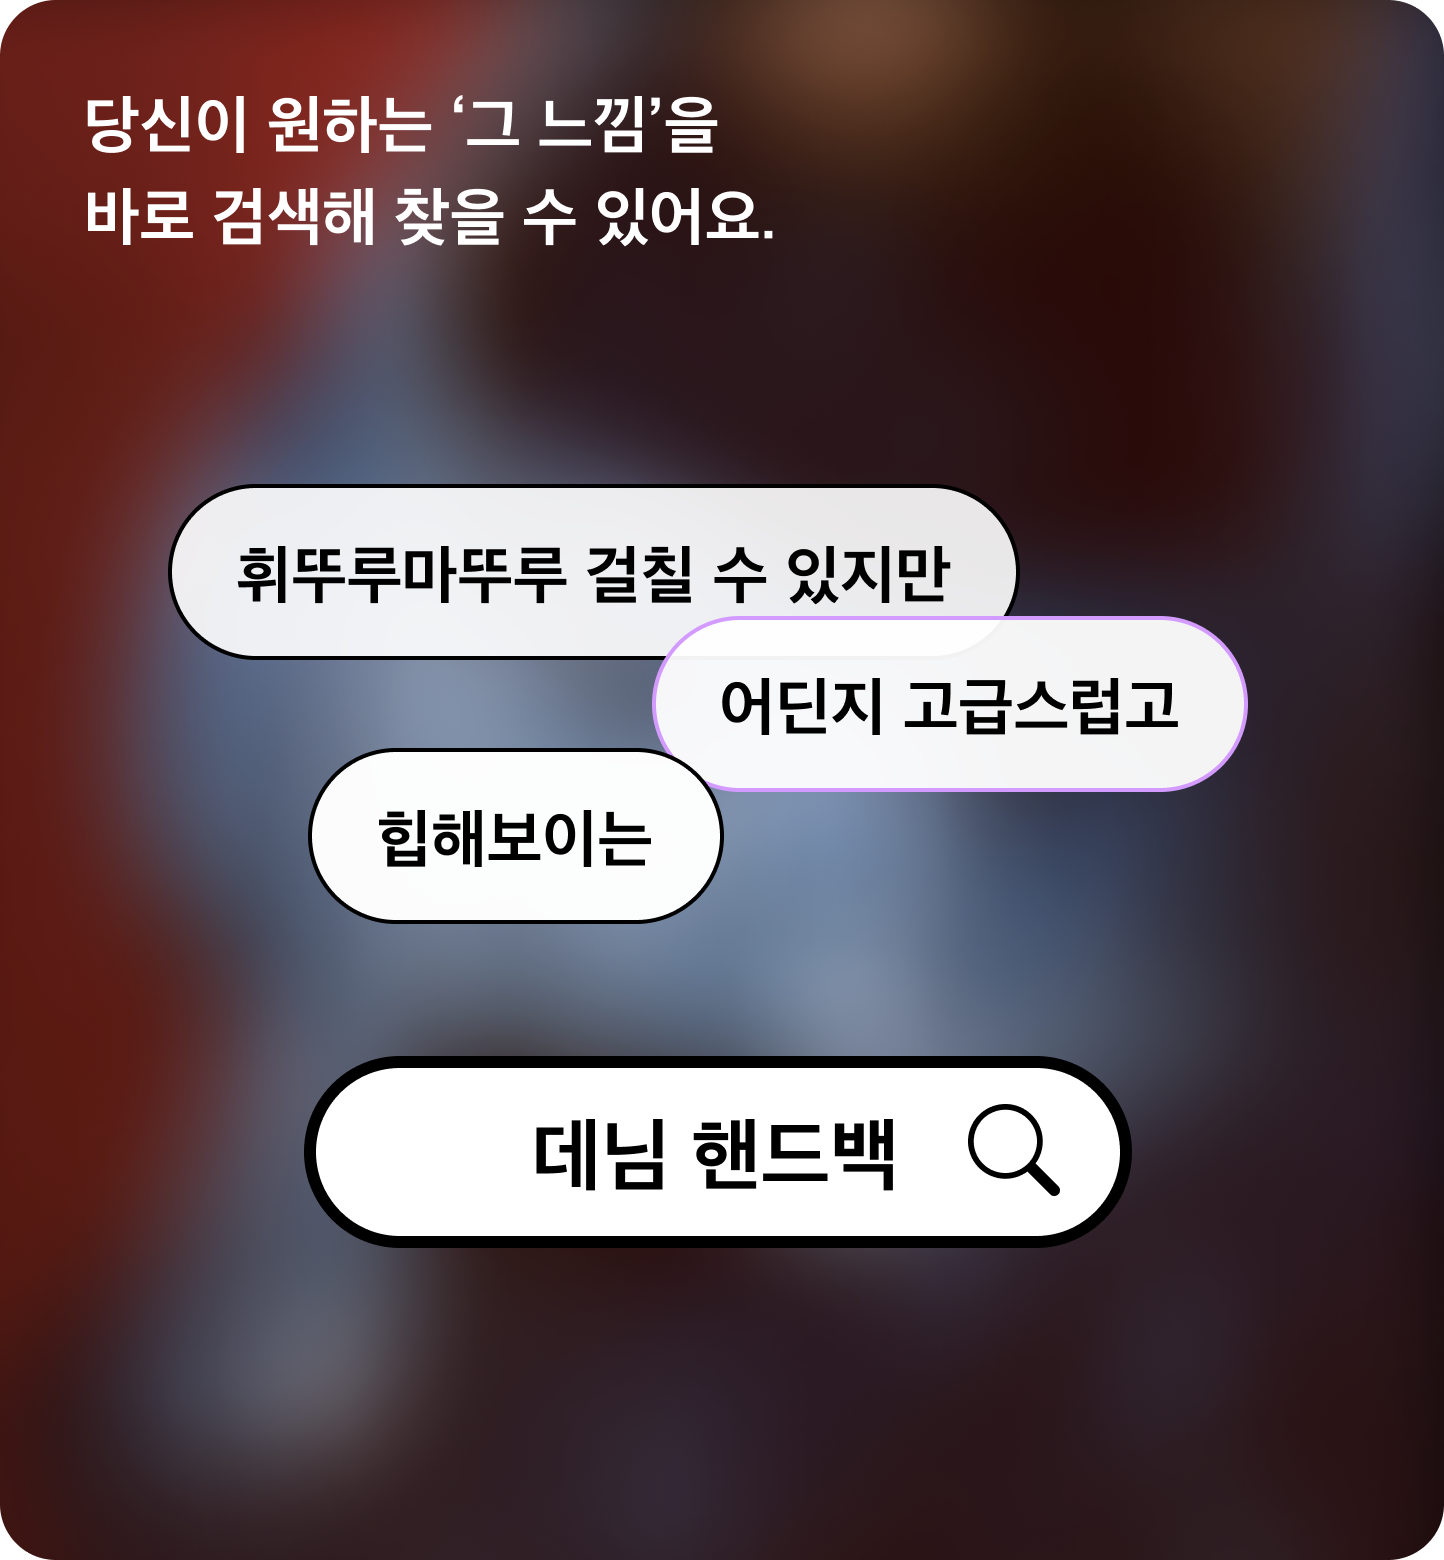 당신이 원하는 ‘그 느낌’을
바로 검색해 찾을 수 있어요.
휘뚜루마뚜루 걸칠 수 있지만
어딘지 고급스럽고
힙해보이는
데님 핸드백